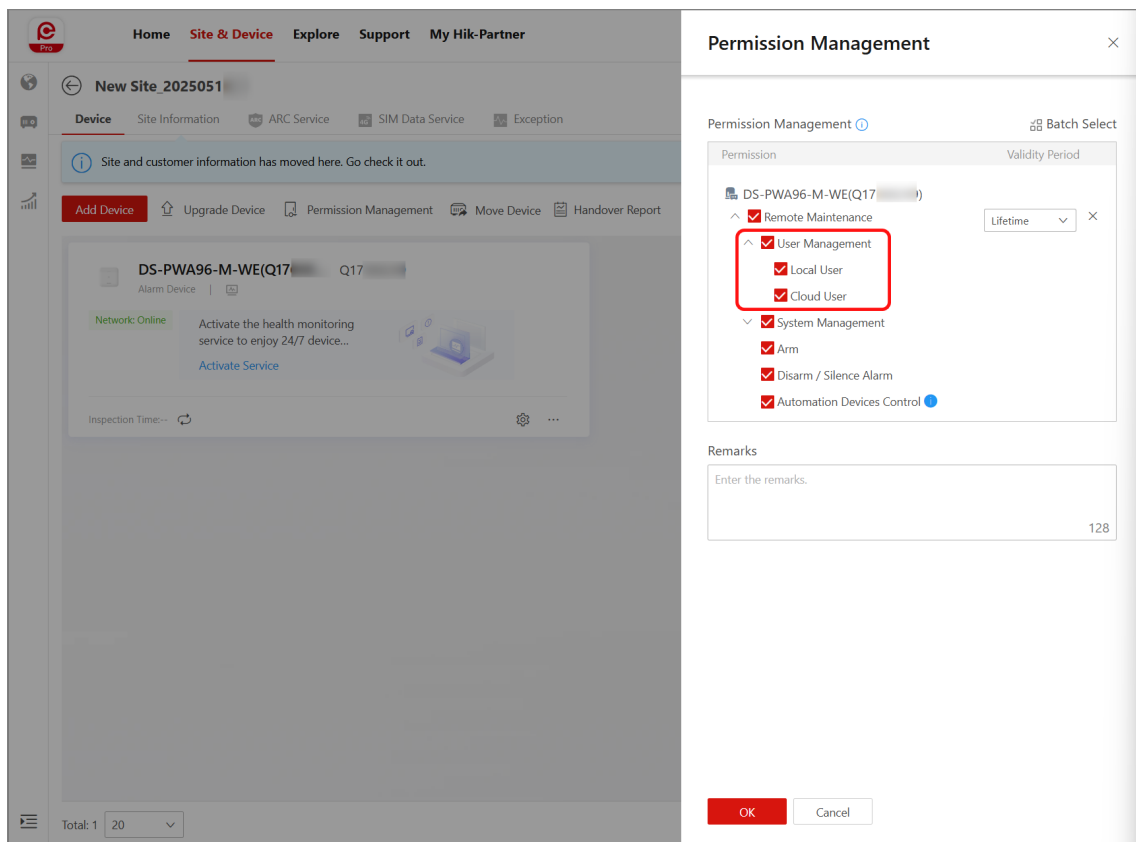 Pro
Home Site & Device Explore Support My Hik-Partner
New Site_2025051
Device Site Information ARC Service SIM Data Service Exception
Site and customer information has moved here. Go check it out.
Add Device Upgrade Device Permission Management Move Device Handover Report
DS-PWA96-M-WE(Q17 Q17
Alarm Device |
Network: Online
Activate the health monitoring
service to enjoy 24/7 device...
Activate Service
Inspection Time:-- ...
Total: 1 20
Permission Management
Permission Management Batch Select
Permission Validity Period
DS-PWA96-M-WE(Q17 )
Remote Maintenance Lifetime
User Management
Local User
Cloud User
System Management
Arm
Disarm / Silence Alarm
Automation Devices Control
Remarks
Enter the remarks.
128
OK Cancel